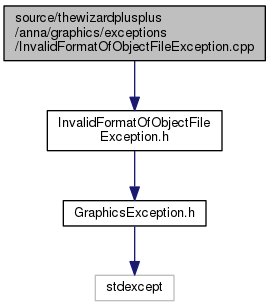 source/thewizardplusplus
/anna/graphics/exceptions
/InvalidFormatOfObjectFileException.cpp
InvalidFormatOfObjectFile
Exception.h
GraphicsException.h
stdexcept